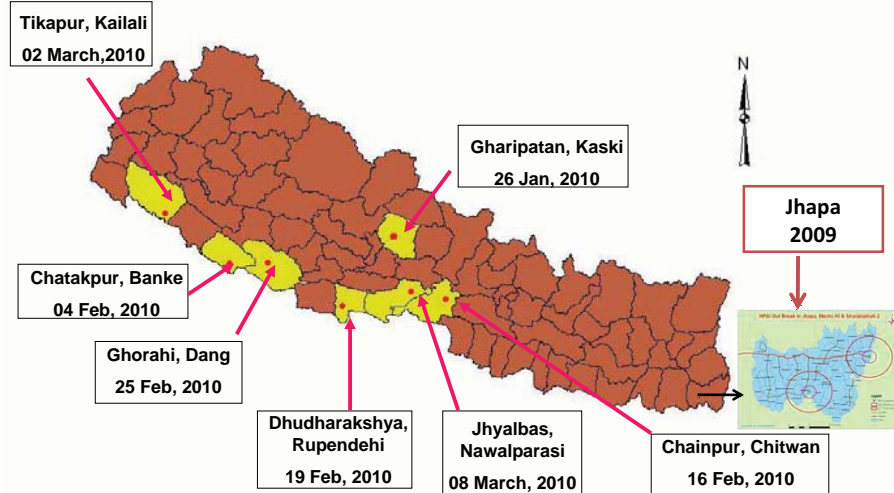 Tikapur, Kailali
02 March,2010
N
Gharipatan, Kaski
26 Jan, 2010
Jhapa
2009
Chatakpur, Banke
04 Feb, 2010
Ghorahi, Dang
25 Feb, 2010
Dhudharakshya,
Rupendehi
19 Feb, 2010
Jhyalbas,
Nawalparasi
08 March, 2010
Chainpur, Chitwan
16 Feb, 2010